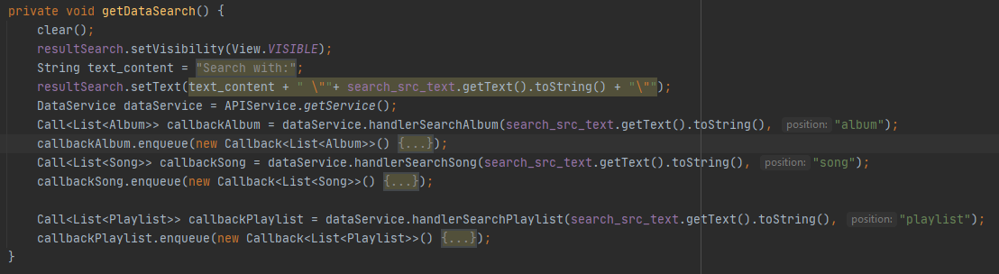 private void getDataSearch() {
clear();
resultSearch.setVisibility(View.VISIBLE);
String text_content = "Search with:";
resultSearch.setText(text_content + " \""+ search_src_text.getText().toString() + "\"");
DataService dataService = APIService.getService();
Call<List<Album>> callbackAlbum = dataService.handlerSearchAlbum(search_src_text.getText().toString(), position: "album");
callbackAlbum.enqueue(new Callback<List<Album>>() {...});
Call<List<Song>> callbackSong = dataService.handlerSearchSong(search_src_text.getText().toString(), position: "song");
callbackSong.enqueue(new Callback<List<Song>>() {...});
Call<List<Playlist>> callbackPlaylist = dataService.handlerSearchPlaylist(search_src_text.getText().toString(), position: "playlist");
callbackPlaylist.enqueue(new Callback<List<Playlist>>() {...});
}